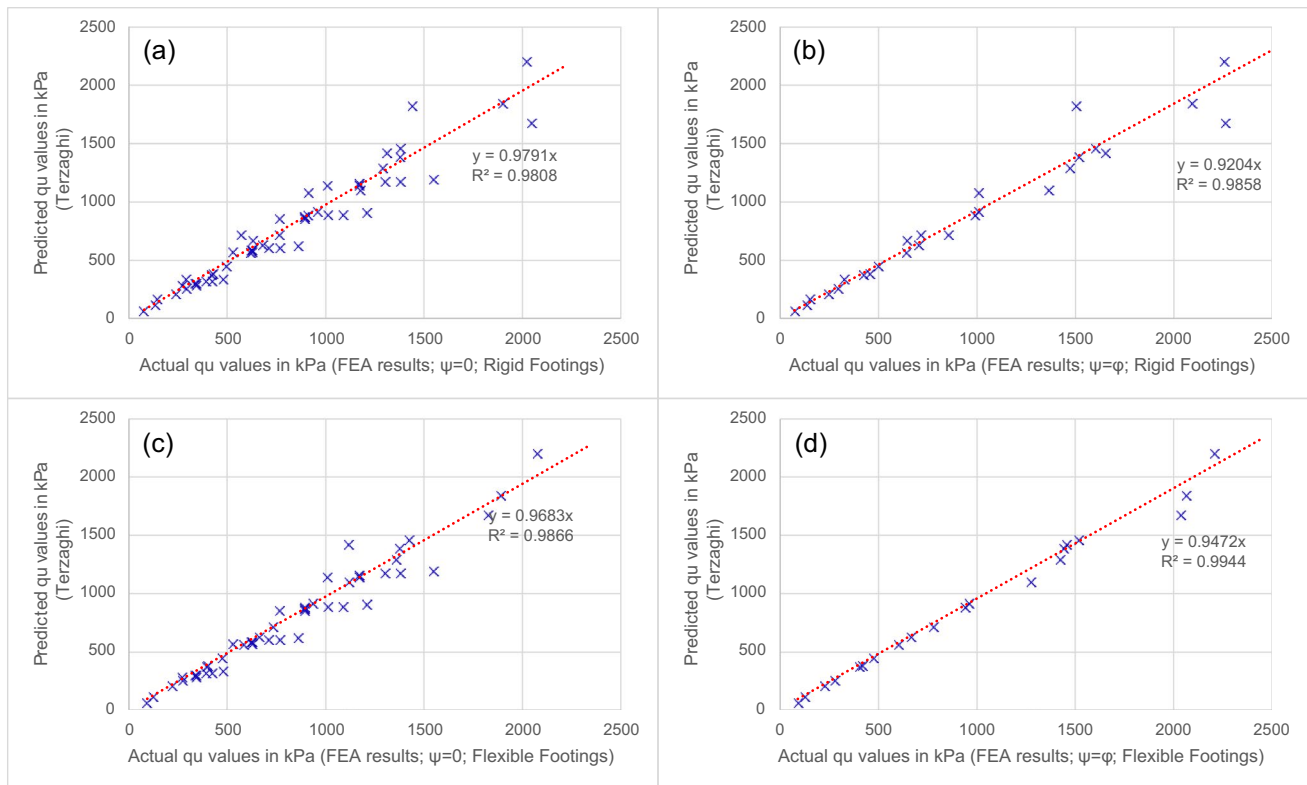 (a)
Predicted qu values in kPa
(Terzaghi)
2500
2000
1500
1000
500
0
y = 0.9791x
R² = 0.9808
0 500 1000 1500 2000 2500
Actual qu values in kPa (FEA results; ψ=0; Rigid Footings)
(b)
Predicted qu values in kPa
(Terzaghi)
2500
2000
1500
1000
500
0
y = 0.9204x
R² = 0.9858
0 500 1000 1500 2000 2500
Actual qu values in kPa (FEA results; ψ=φ; Rigid Footings)
(c)
Predicted qu values in kPa
(Terzaghi)
2500
2000
1500
1000
500
0
y = 0.9683x
R² = 0.9866
0 500 1000 1500 2000 2500
Actual qu values in kPa (FEA results; ψ=0; Flexible Footings)
(d)
Predicted qu values in kPa
(Terzaghi)
2500
2000
1500
1000
500
0
y = 0.9472x
R² = 0.9944
0 500 1000 1500 2000 2500
Actual qu values in kPa (FEA results; ψ=φ; Flexible Footings)